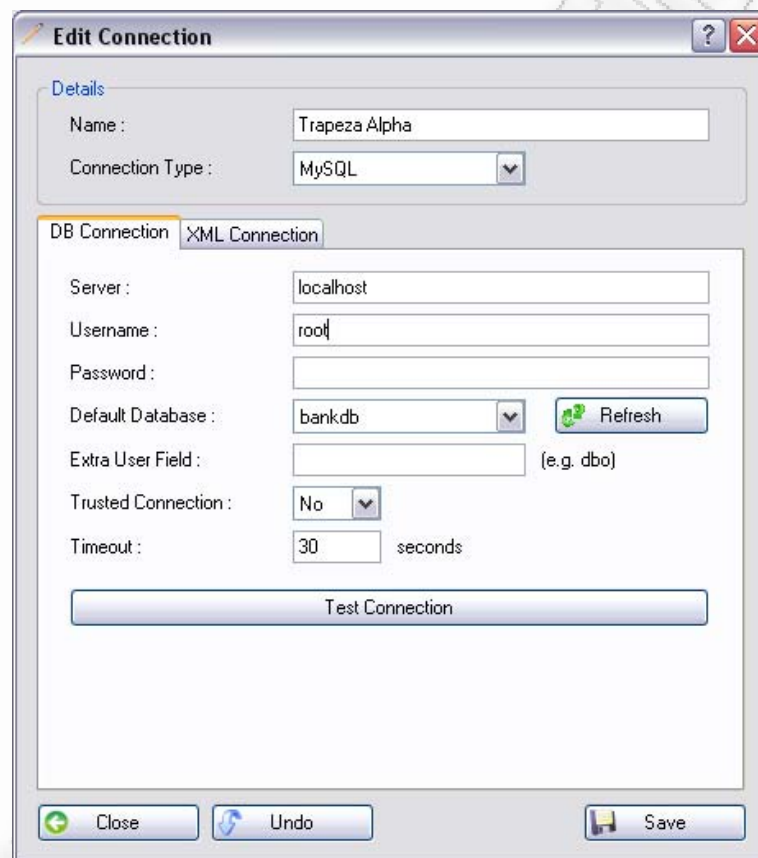 Edit Connection
?
Details
Name : Trapeza Alpha
Connection Type : MySQL
DB Connection XML Connection
Server : localhost
Username : root
Password :
Default Database : bankdb Refresh
Extra User Field : (e.g. dbo)
Trusted Connection : No
Timeout : 30 seconds
Test Connection
Close Undo Save